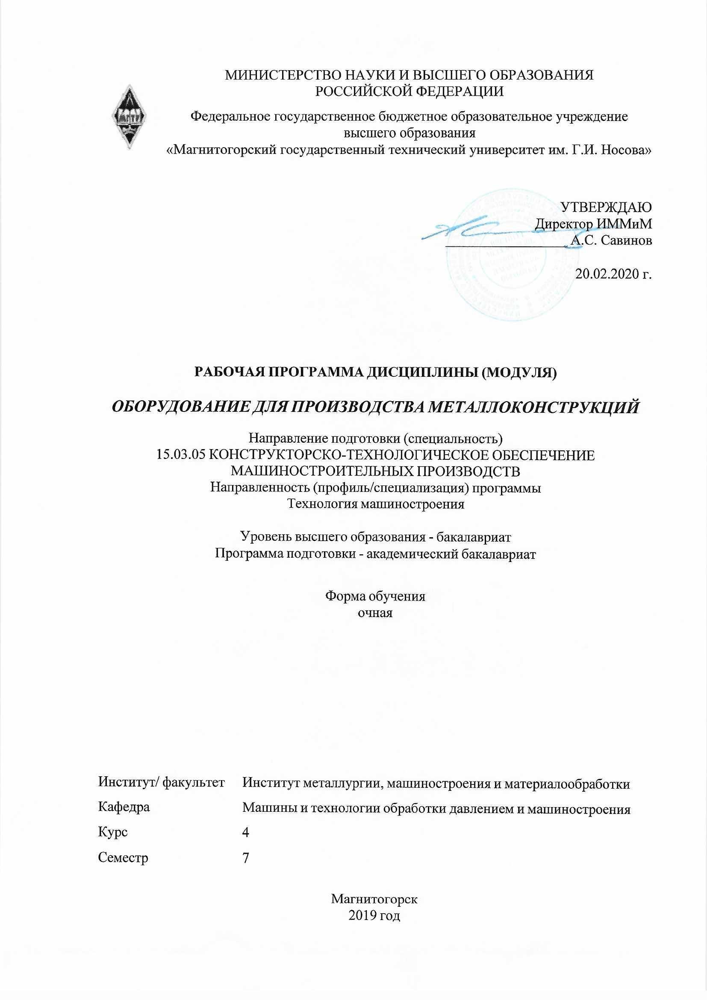 МИНИСТЕРСТВО НАУКИ И ВЫСШЕГО ОБРАЗОВАНИЯ
РОССИЙСКОЙ ФЕДЕРАЦИИ
Федеральное государственное бюджетное образовательное учреждение
высшего образования
«Магнитогорский государственный технический университет им. Г.И. Носова»
УТВЕРЖДАЮ
Директор ИММиМ
А.С. Савинов
20.02.2020 г.
РАБОЧАЯ ПРОГРАММА ДИСЦИПЛИНЫ (МОДУЛЯ)
ОБОРУДОВАНИЕ ДЛЯ ПРОИЗВОДСТВА МЕТАЛЛОКОНСТРУКЦИЙ
Направление подготовки (специальность)
15.03.05 КОНСТРУКТОРСКО-ТЕХНОЛОГИЧЕСКОЕ ОБЕСПЕЧЕНИЕ
МАШИНОСТРОИТЕЛЬНЫХ ПРОИЗВОДСТВ
Направленность (профиль/специализация) программы
Технология машиностроения
Уровень высшего образования - бакалавриат
Программа подготовки - академический бакалавриат
Форма обучения
очная
Институт/ факультет Институт металлургии, машиностроения и материалообработки
Кафедра Машины и технологии обработки давлением и машиностроения
Курс 4
Семестр 7
Магнитогорск
2019 год